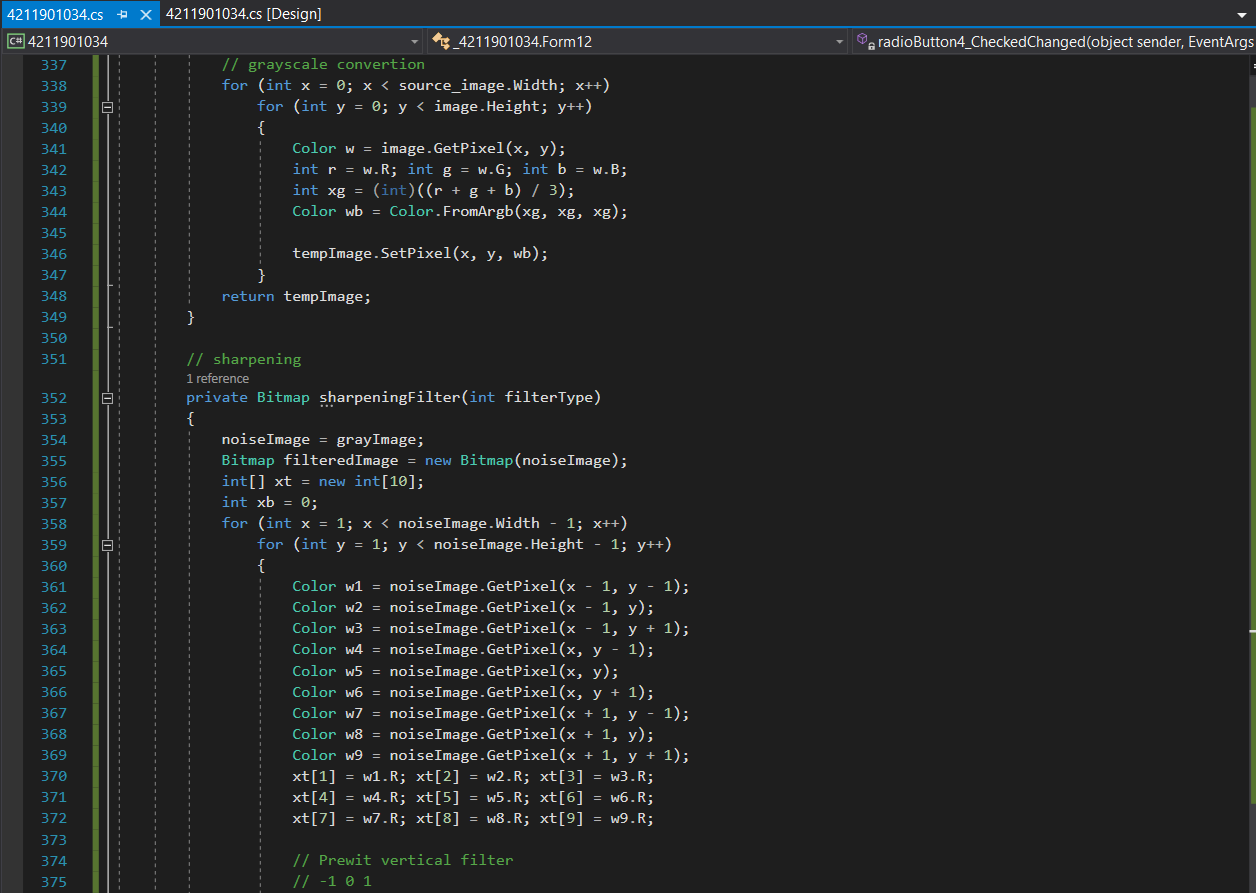 4211901034.cs 4211901034.cs [Design]
C# 4211901034 _4211901034.Form12 radioButton4_CheckedChanged(object sender, EventArgs
337 // grayscale convertion
338 for (int x = 0; x < source_image.Width; x++)
339 for (int y = 0; y < image.Height; y++)
340 {
341 Color w = image.GetPixel(x, y);
342 int r = w.R; int g = w.G; int b = w.B;
343 int xg = (int)((r + g + b) / 3);
344 Color wb = Color.FromArgb(xg, xg, xg);
345
346 tempImage.SetPixel(x, y, wb);
347 }
348 return tempImage;
349 }
350
351 // sharpening
1 reference
352 private Bitmap sharpeningFilter(int filterType)
353 {
354 noiseImage = grayImage;
355 Bitmap filteredImage = new Bitmap(noiseImage);
356 int[] xt = new int[10];
357 int xb = 0;
358 for (int x = 1; x < noiseImage.Width - 1; x++)
359 for (int y = 1; y < noiseImage.Height - 1; y++)
360 {
361 Color w1 = noiseImage.GetPixel(x - 1, y - 1);
362 Color w2 = noiseImage.GetPixel(x - 1, y);
363 Color w3 = noiseImage.GetPixel(x - 1, y + 1);
364 Color w4 = noiseImage.GetPixel(x, y - 1);
365 Color w5 = noiseImage.GetPixel(x, y);
366 Color w6 = noiseImage.GetPixel(x, y + 1);
367 Color w7 = noiseImage.GetPixel(x + 1, y - 1);
368 Color w8 = noiseImage.GetPixel(x + 1, y);
369 Color w9 = noiseImage.GetPixel(x + 1, y + 1);
370 xt[1] = w1.R; xt[2] = w2.R; xt[3] = w3.R;
371 xt[4] = w4.R; xt[5] = w5.R; xt[6] = w6.R;
372 xt[7] = w7.R; xt[8] = w8.R; xt[9] = w9.R;
373
374 // Prewit vertical filter
375 // -1 0 1